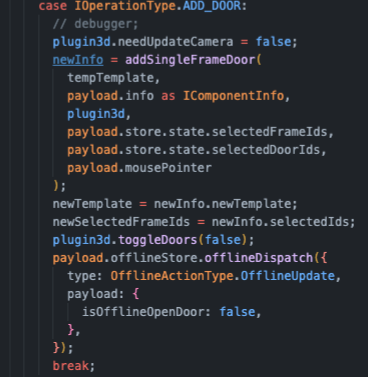 case IOperationType.ADD_DOOR:
// debugger;
plugin3d.needUpdateCamera = false;
newInfo = addSingleFrameDoor(
tempTemplate,
payload.info as IComponentInfo,
plugin3d,
payload.store.state.selectedFrameIds,
payload.store.state.selectedDoorIds,
payload.mousePointer
);
newTemplate = newInfo.newTemplate;
newSelectedFrameIds = newInfo.selectedIds;
plugin3d.toggleDoors(false);
payload.offlineStore.offlineDispatch({
type: OfflineActionType.OfflineUpdate,
payload: {
isOfflineOpenDoor: false,
},
});
break;